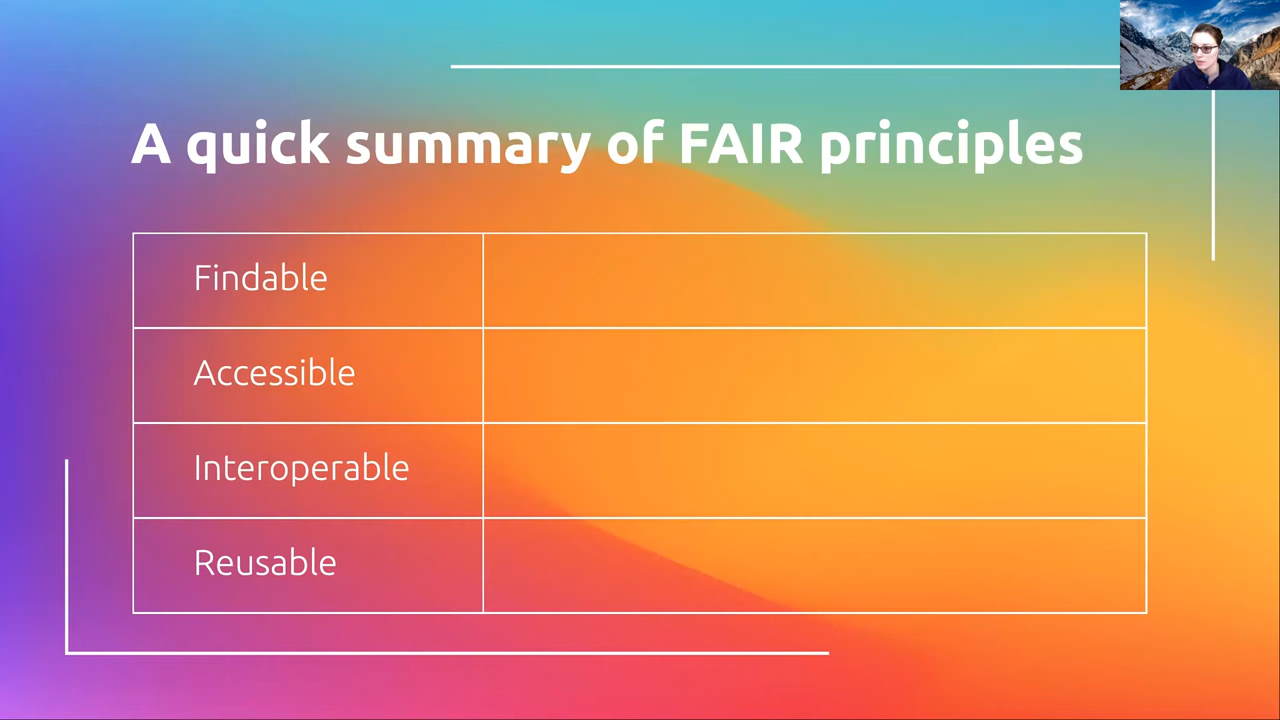 A quick summary of FAIR principles
Findable
Accessible
Interoperable
Reusable